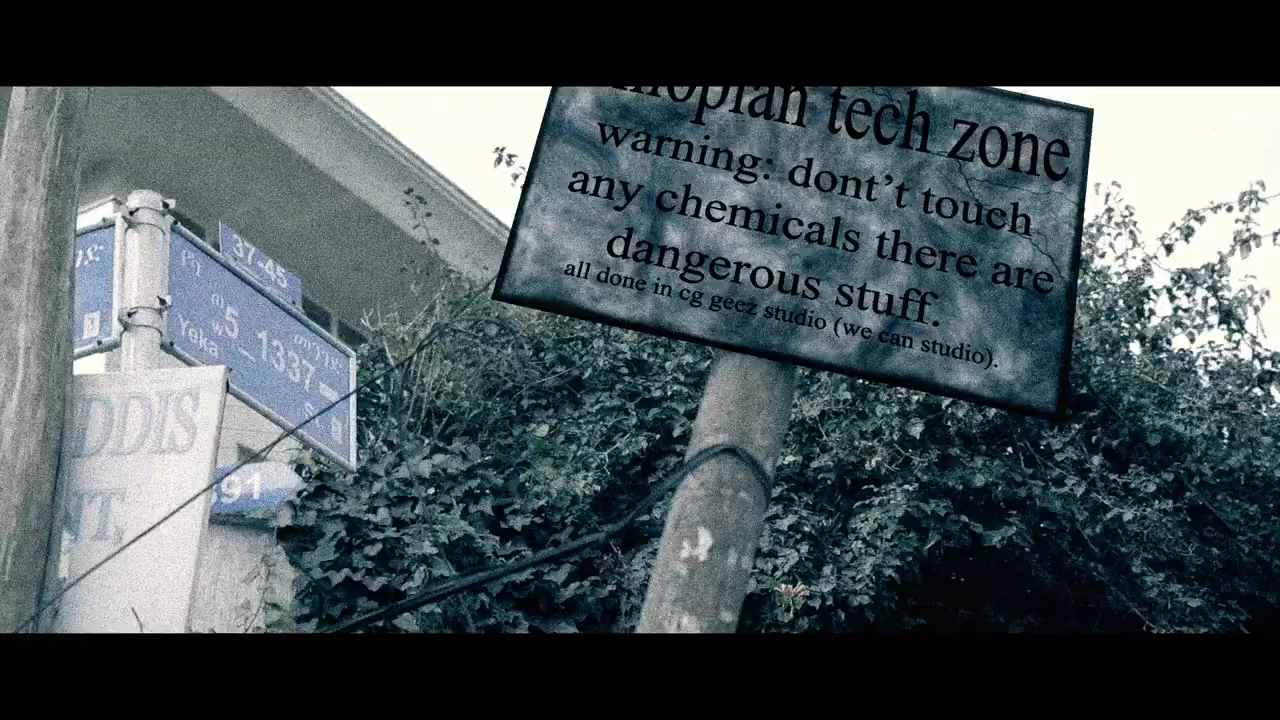 tech zone
warning: dont't touch
any chemicals there are
dangerous stuff.
all done in cg geez studio (we can studio).
37-45
5_1337
Yeka
DDIS
NT.
91